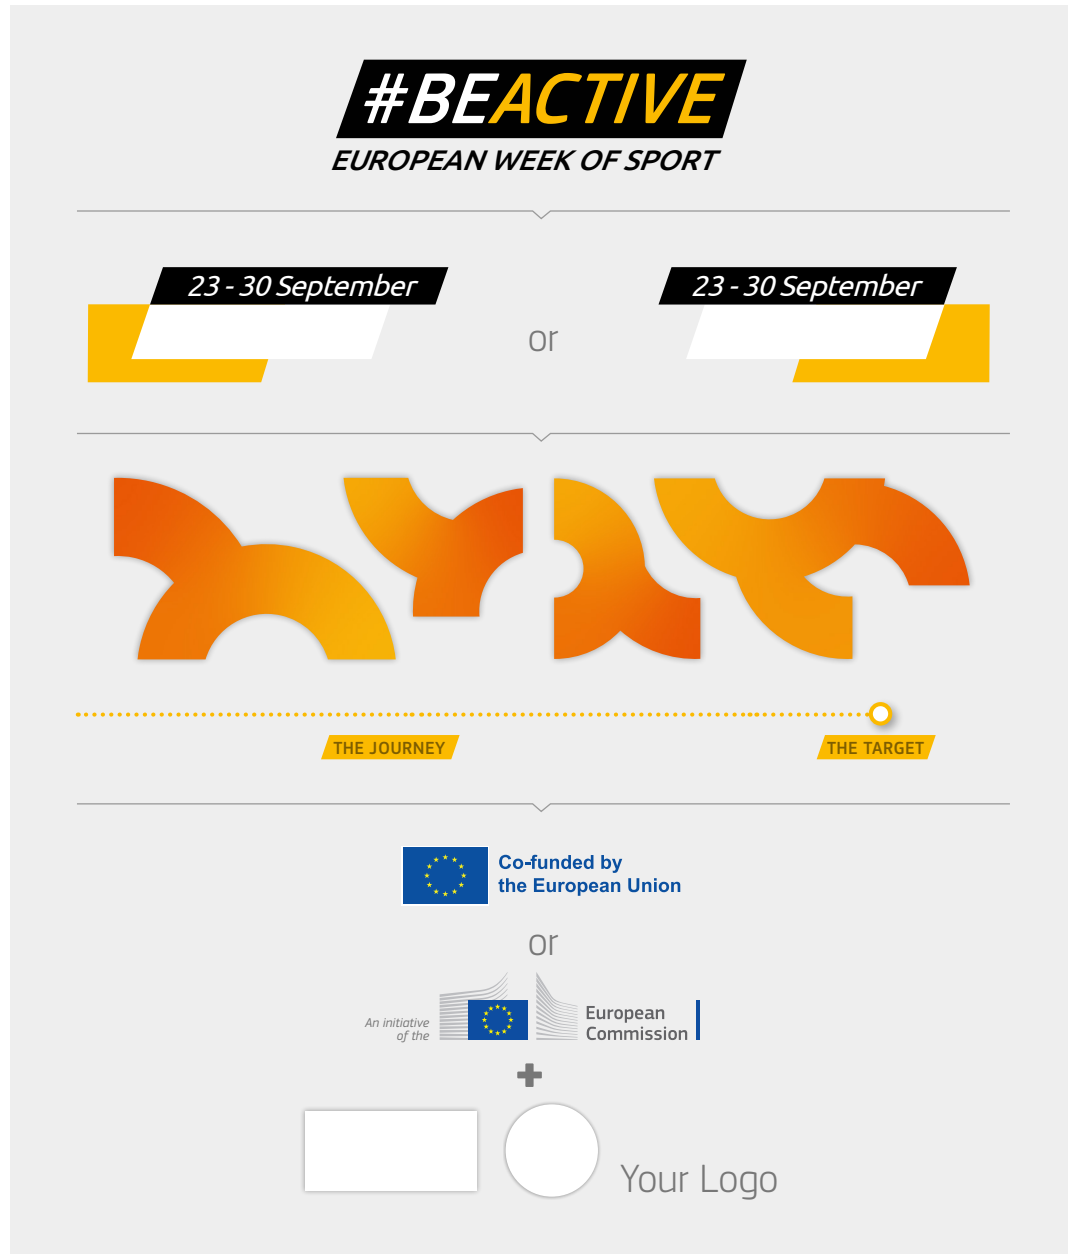 #BEACTIVE
EUROPEAN WEEK OF SPORT
23 - 30 September
or
23 - 30 September
THE JOURNEY
THE TARGET
Co-funded by
the European Union
or
An initiative
of the
European
Commission
+
Your Logo